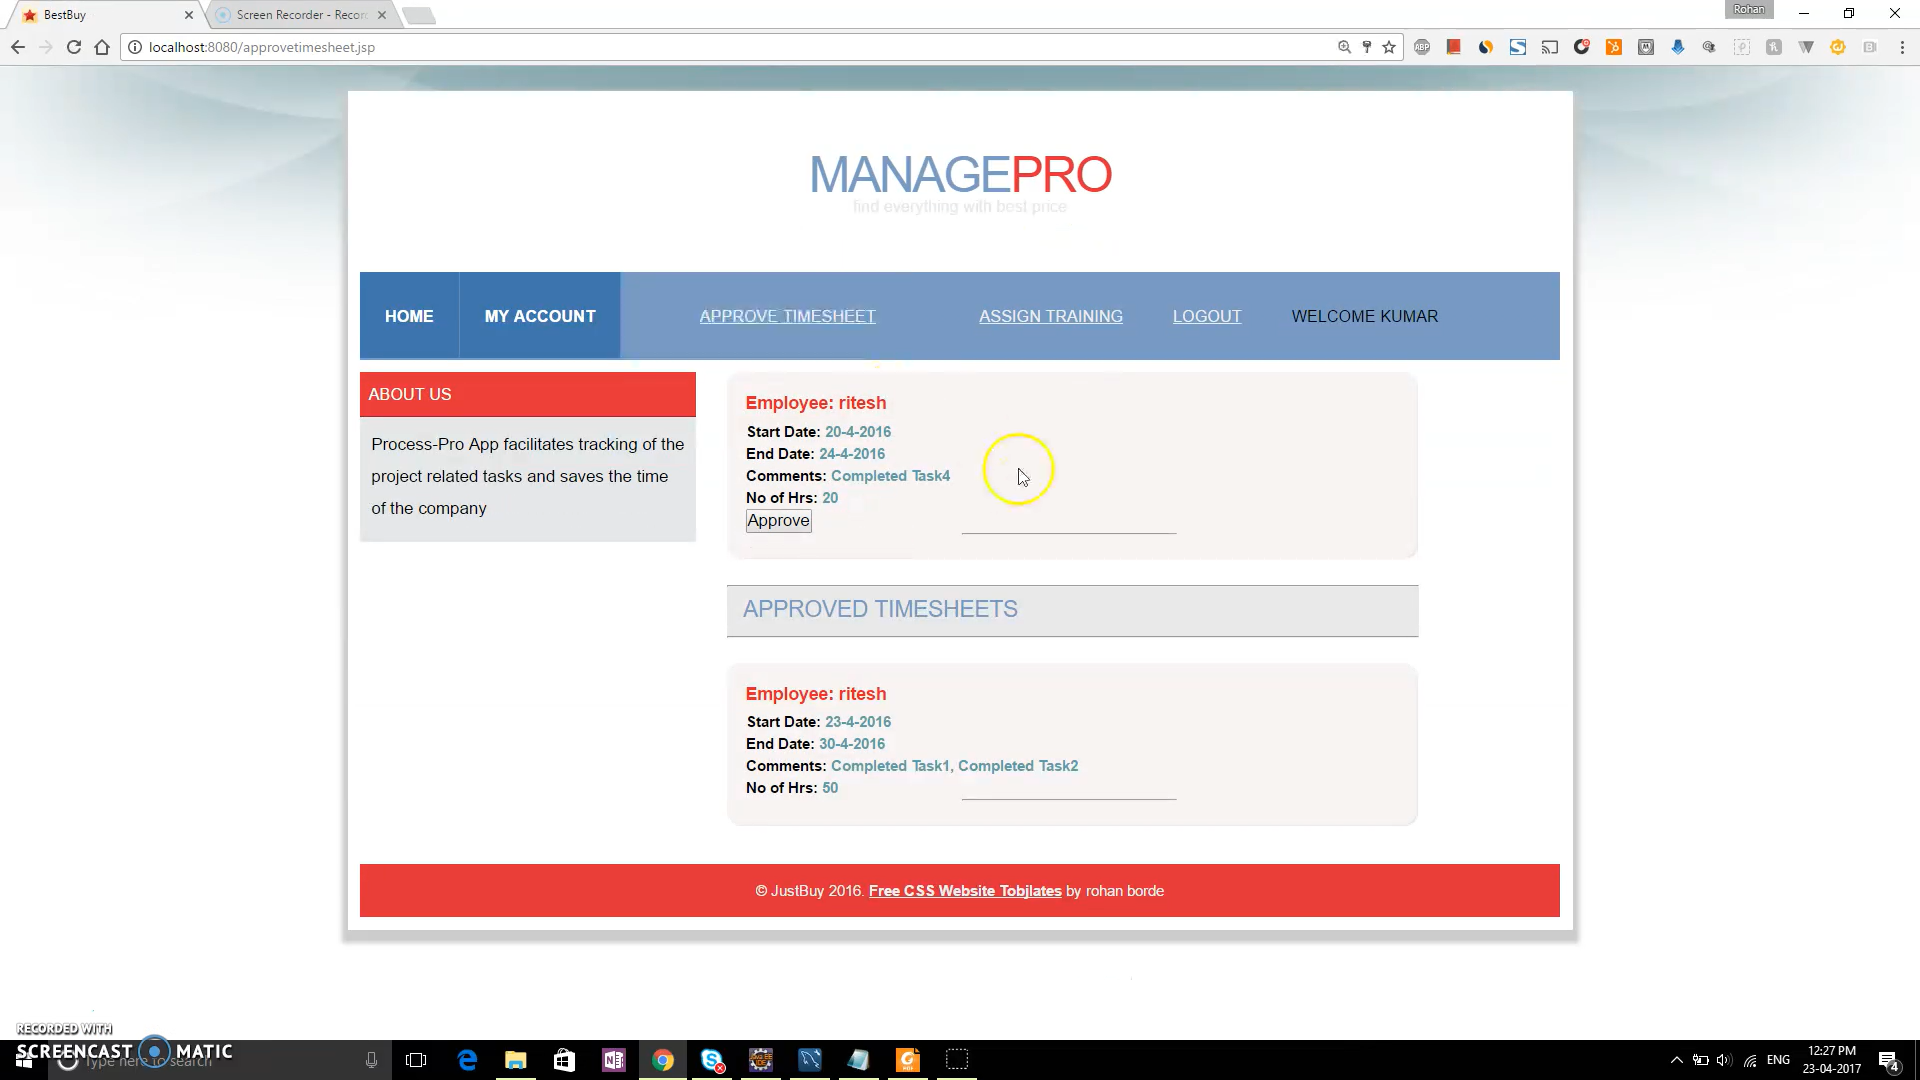 BestBuy
Screen Recorder - Recor
Rohan
localhost:8080/approvetimesheet.jsp
ABP
MANAGEPRO
find everything with best price
HOME
MY ACCOUNT
APPROVE TIMESHEET
ASSIGN TRAINING
LOGOUT
WELCOME KUMAR
ABOUT US
Process-Pro App facilitates tracking of the
project related tasks and saves the time
of the company
Employee: ritesh
Start Date: 20-4-2016
End Date: 24-4-2016
Comments: Completed Task4
No of Hrs: 20
Approve
APPROVED TIMESHEETS
Employee: ritesh
Start Date: 23-4-2016
End Date: 30-4-2016
Comments: Completed Task1, Completed Task2
No of Hrs: 50
© JustBuy 2016. Free CSS Website Tobjlates by rohan borde
RECORDED WITH
SCREENCAST MATIC
Type here to search
ENG
12:27 PM
23-04-2017
4